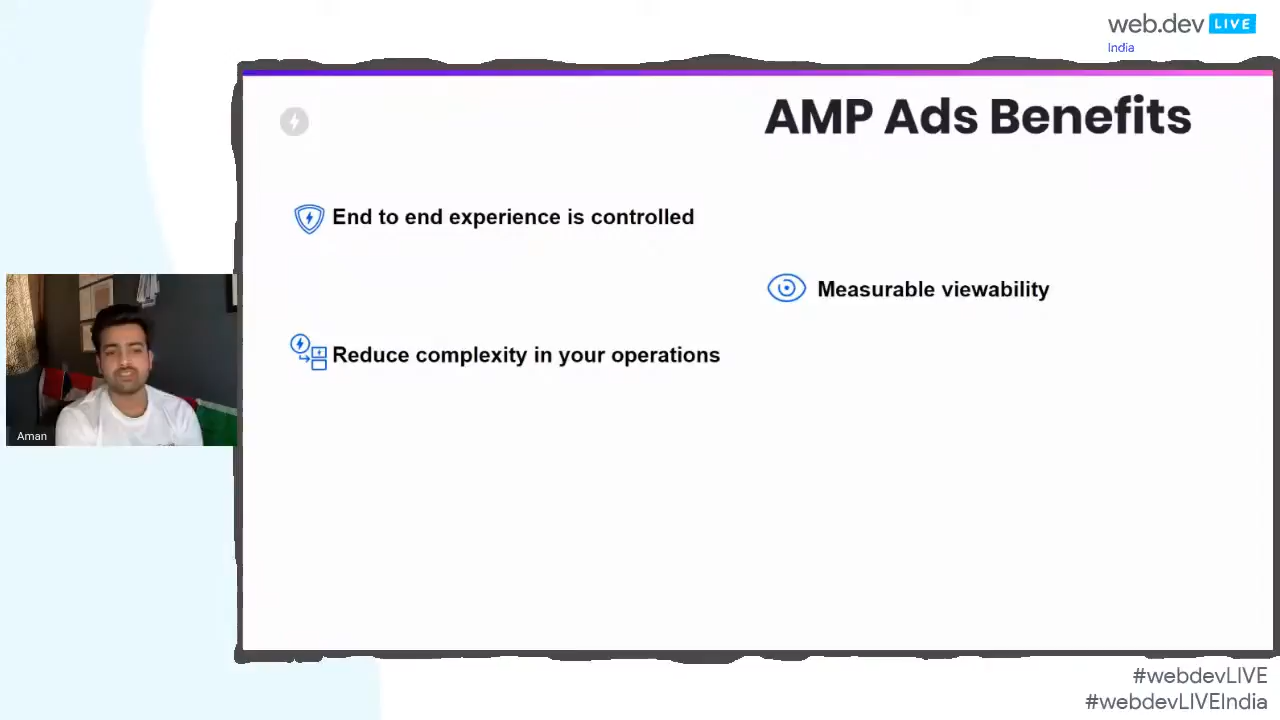 web.dev LIVE
India
AMP Ads Benefits
End to end experience is controlled
Measurable viewability
Reduce complexity in your operations
Aman
#webdevLIVE
#webdevLIVEIndia